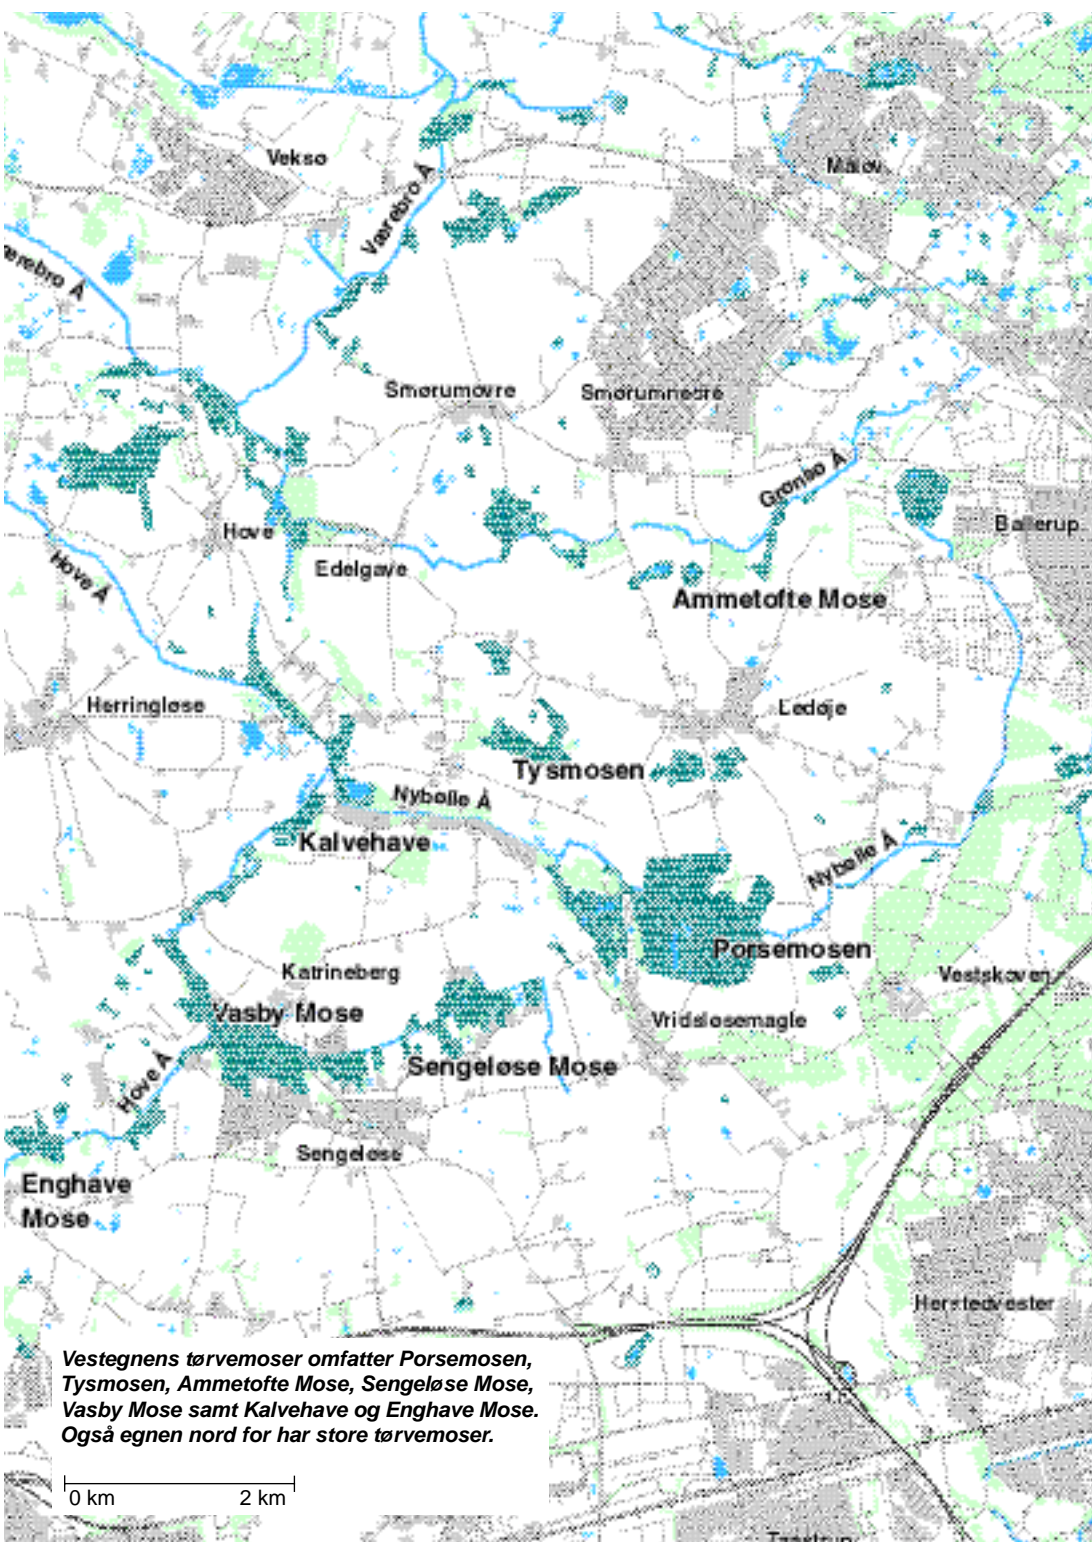 Veksø
Måløv
Værebro Å
ærebro Å
Smørumovre
Smørumnedre
Grønsø Å
Hove
Ballerup
Edelgave
Hove Å
Ammetofte Mose
Herringløse
Ledøje
Tysmosen
Nybølle Å
Kalvehave
Nybølle Å
Porsemosen
Katrineberg
Vestskoven
Vasby Mose
Vridsløsemagle
Sengeløse Mose
Hove Å
Sengeløse
Enghave
Mose
Herstedvester
Vestegnens tørvemoser omfatter Porsemosen,
Tysmosen, Ammetofte Mose, Sengeløse Mose,
Vasby Mose samt Kalvehave og Enghave Mose.
Også egnen nord for har store tørvemoser.
0 km 2 km
Taastrup